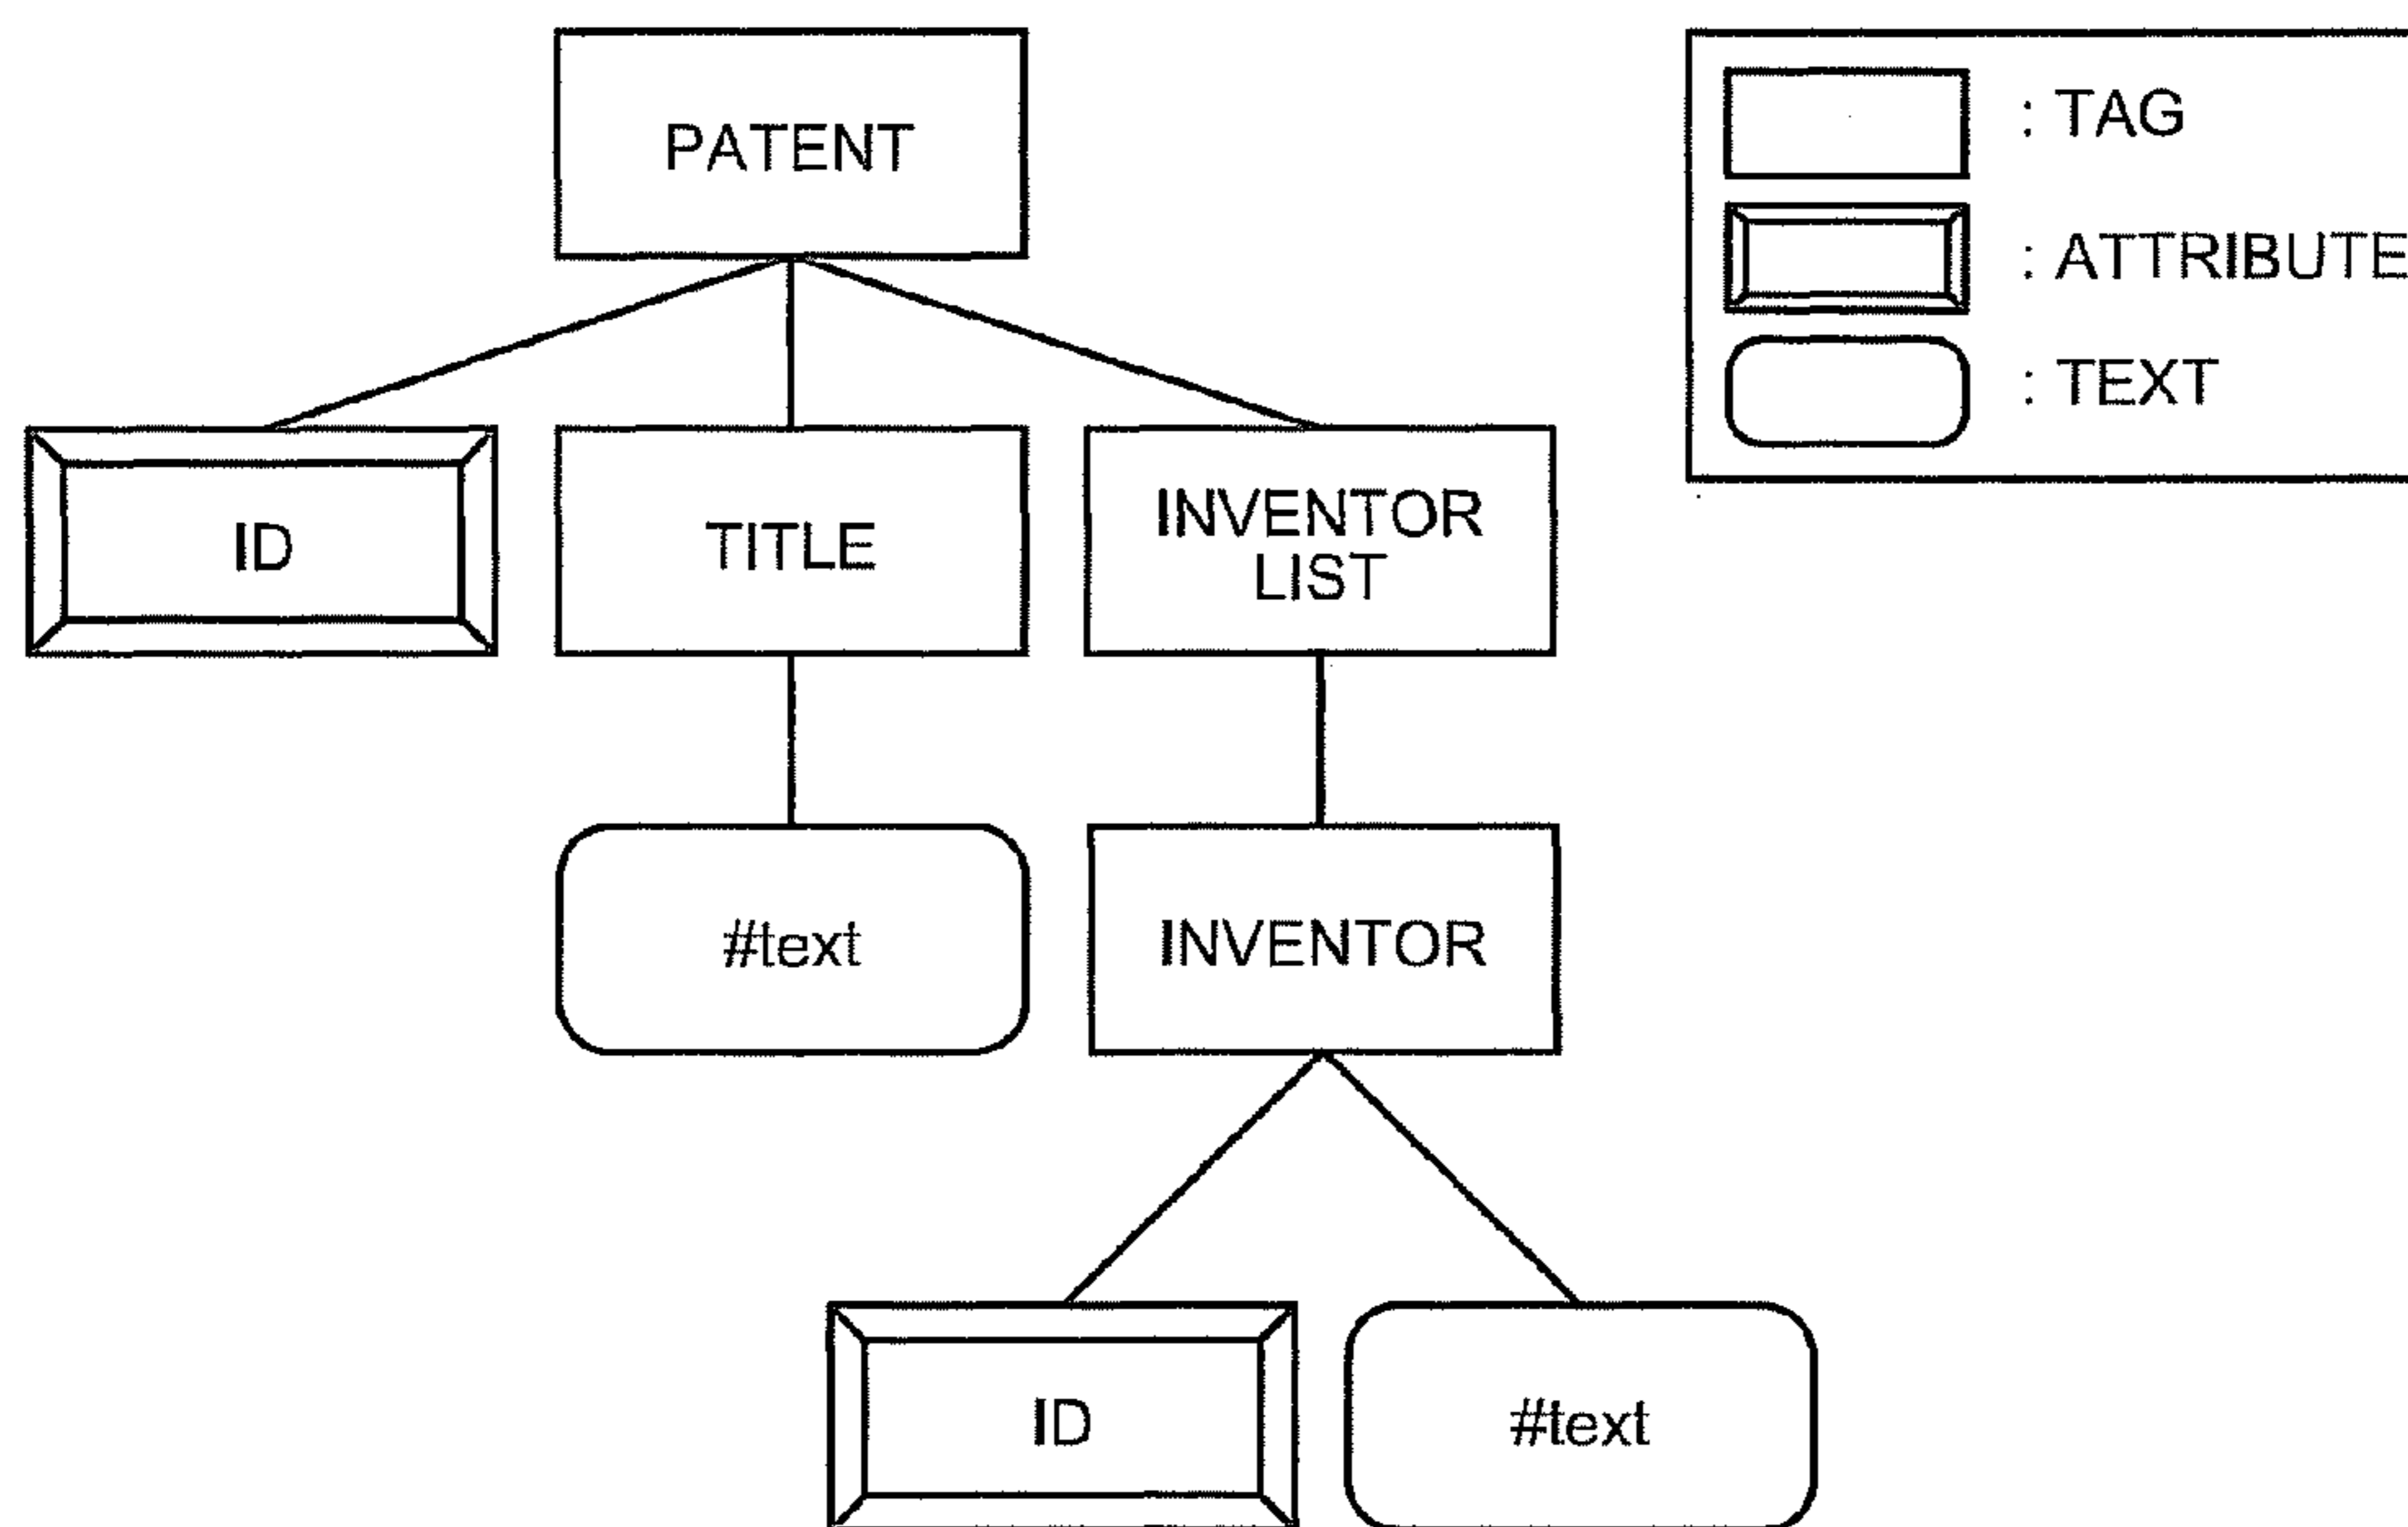 PATENT
: TAG
: ATTRIBUTE
: TEXT
ID
TITLE
INVENTOR
LIST
#text
INVENTOR
ID
#text